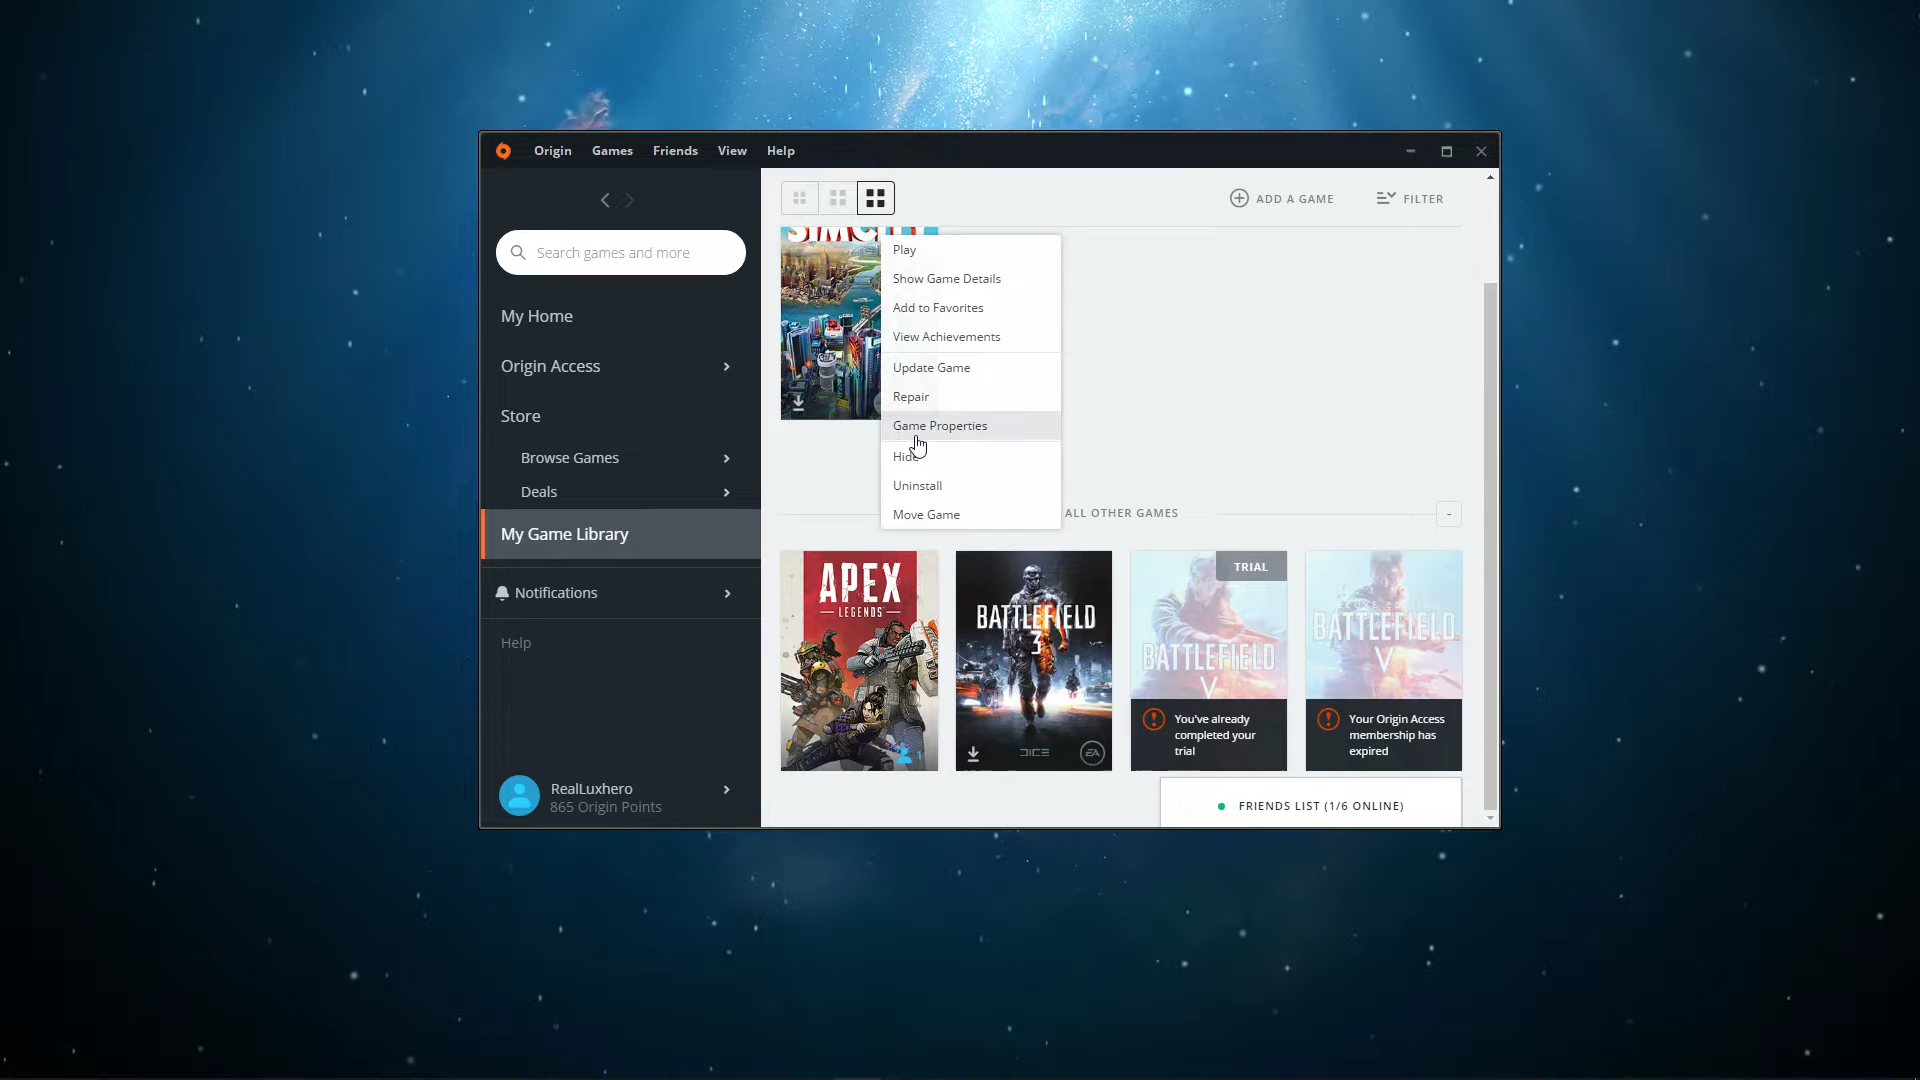 Origin Games Friends View Help
Search games and more
My Home
Origin Access
Store
Browse Games
Deals
My Game Library
Notifications
Help
RealLuxhero
865 Origin Points
ADD A GAME
FILTER
SIMCITY
Play
Show Game Details
Add to Favorites
View Achievements
Update Game
Repair
Game Properties
Hide
Uninstall
Move Game
ALL OTHER GAMES
APEX
LEGENDS
1
BATTLEFIELD
3
DICE
EA
TRIAL
BATTLEFIELD
V
You've already
completed your
trial
BATTLEFIELD
V
Your Origin Access
membership has
expired
FRIENDS LIST (1/6 ONLINE)